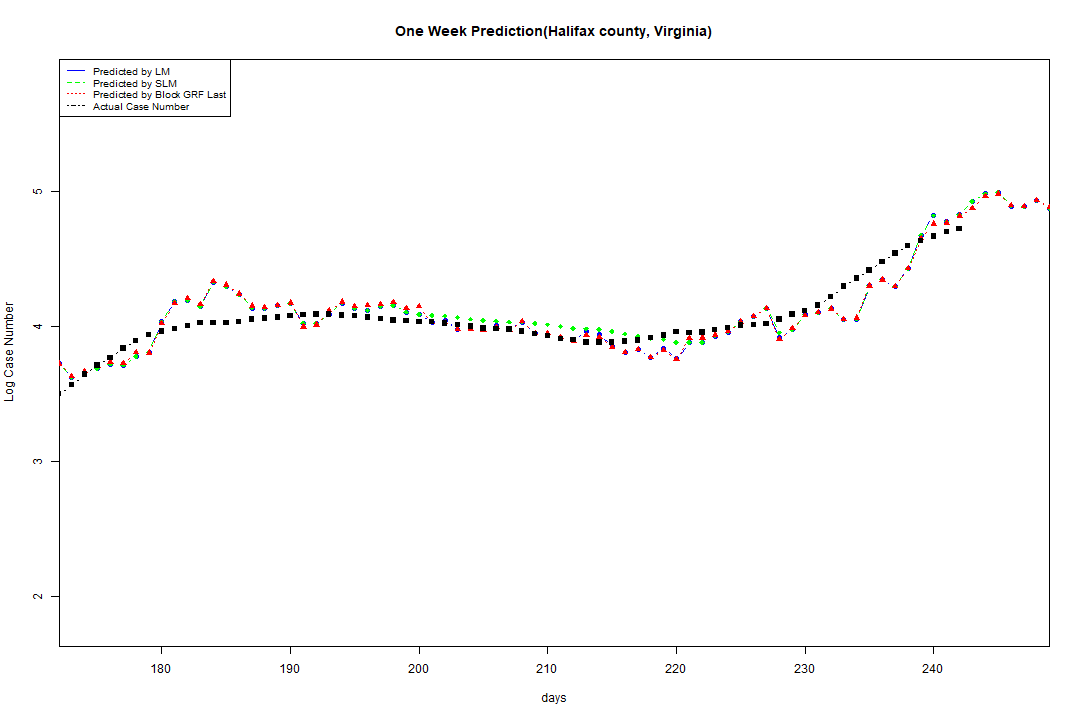 One Week Prediction(Halifax county, Virginia)
Predicted by LM
Predicted by SLM
Predicted by Block GRF Last
Actual Case Number
Log Case Number
5
4
3
2
180 190 200 210 220 230 240
days